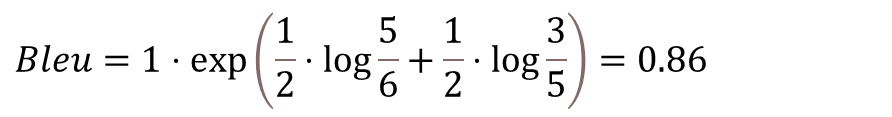 Bleu = 1 · exp(1/2 · log 5/6 + 1/2 · log 3/5) = 0.86